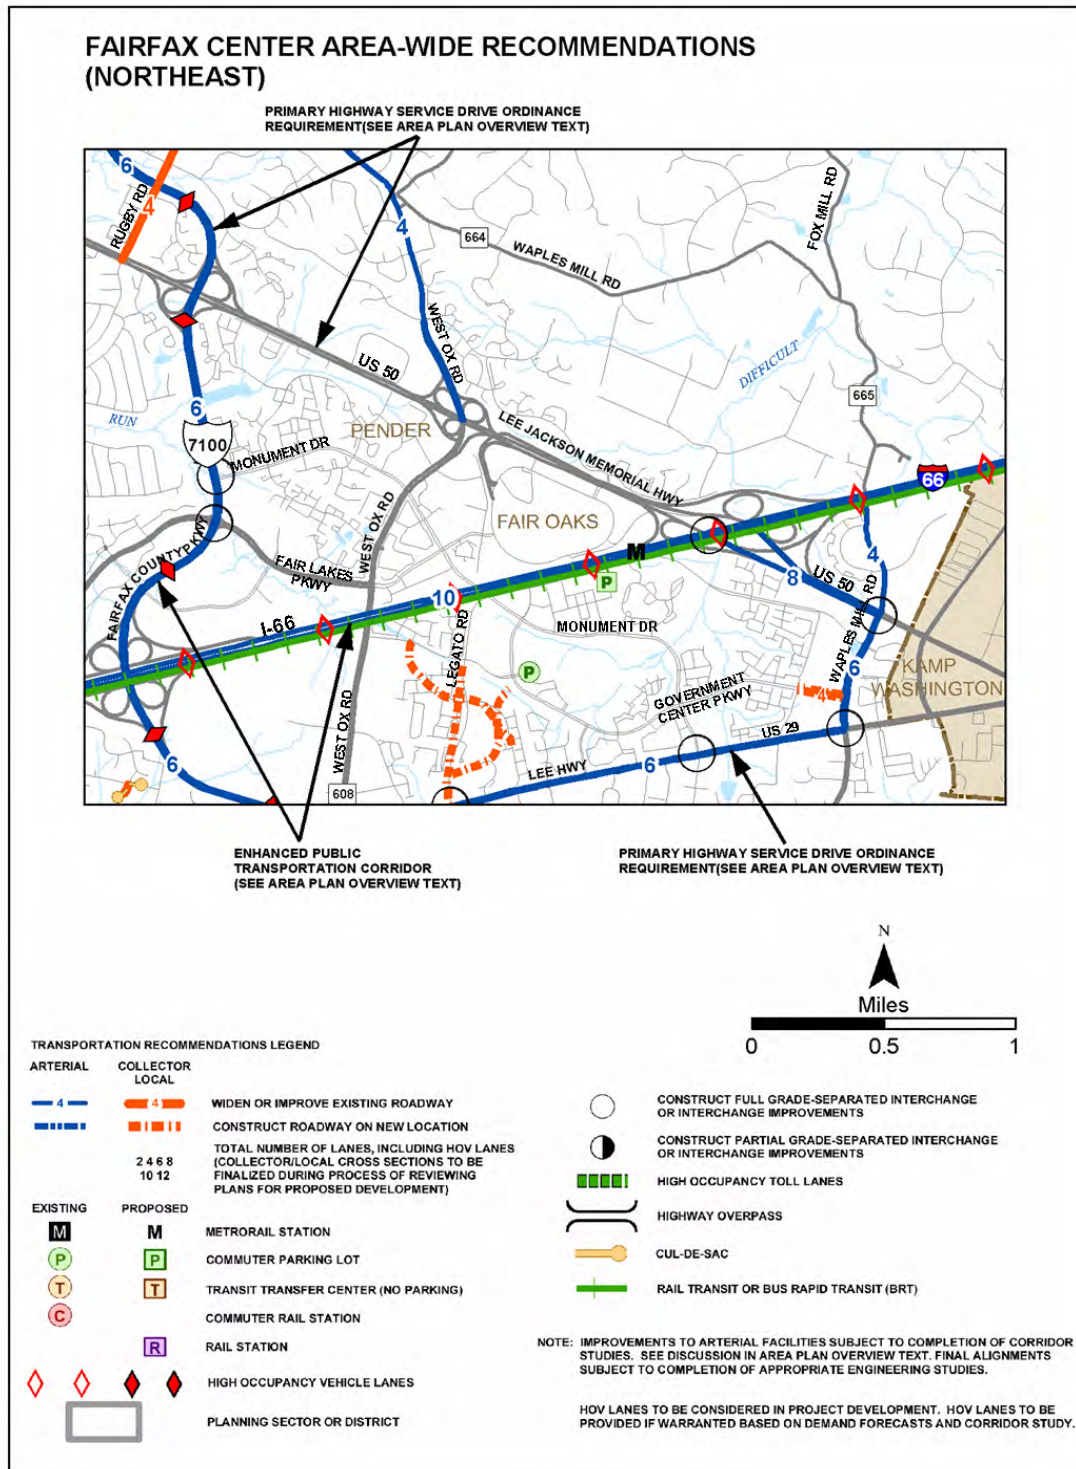 FAIRFAX CENTER AREA-WIDE RECOMMENDATIONS
(NORTHEAST)
PRIMARY HIGHWAY SERVICE DRIVE ORDINANCE
REQUIREMENT(SEE AREA PLAN OVERVIEW TEXT)
6
RUGBY RD
4
4
664
WAPLES MILL RD
FOX MILL RD
WEST OX RD
US 50
DIFFICULT
6
RUN
665
7100
MONUMENT DR
PENDER
LEE JACKSON MEMORIAL HWY
66
WEST OX RD
FAIR OAKS
FAIRFAX COUNTY PKWY
FAIR LAKES
PKWY
M
P
4
8
US 50
10
I-66
LEGATO RD
MONUMENT DR
WAPLES MILL RD
P
KAMP
WASHINGTON
6
GOVERNMENT
CENTER PKWY
4
WEST OX RD
US 29
LEE HWY
6
6
608
ENHANCED PUBLIC
TRANSPORTATION CORRIDOR
(SEE AREA PLAN OVERVIEW TEXT)
PRIMARY HIGHWAY SERVICE DRIVE ORDINANCE
REQUIREMENT(SEE AREA PLAN OVERVIEW TEXT)
N
Miles
0 0.5 1
TRANSPORTATION RECOMMENDATIONS LEGEND
ARTERIAL COLLECTOR
LOCAL
4 4 WIDEN OR IMPROVE EXISTING ROADWAY
CONSTRUCT ROADWAY ON NEW LOCATION
2 4 6 8
10 12
TOTAL NUMBER OF LANES, INCLUDING HOV LANES
(COLLECTOR/LOCAL CROSS SECTIONS TO BE
FINALIZED DURING PROCESS OF REVIEWING
PLANS FOR PROPOSED DEVELOPMENT)
EXISTING PROPOSED
M M METRORAIL STATION
P P COMMUTER PARKING LOT
T T TRANSIT TRANSFER CENTER (NO PARKING)
C COMMUTER RAIL STATION
R RAIL STATION
HIGH OCCUPANCY VEHICLE LANES
PLANNING SECTOR OR DISTRICT
CONSTRUCT FULL GRADE-SEPARATED INTERCHANGE
OR INTERCHANGE IMPROVEMENTS
CONSTRUCT PARTIAL GRADE-SEPARATED INTERCHANGE
OR INTERCHANGE IMPROVEMENTS
HIGH OCCUPANCY TOLL LANES
HIGHWAY OVERPASS
CUL-DE-SAC
RAIL TRANSIT OR BUS RAPID TRANSIT (BRT)
NOTE: IMPROVEMENTS TO ARTERIAL FACILITIES SUBJECT TO COMPLETION OF CORRIDOR
STUDIES. SEE DISCUSSION IN AREA PLAN OVERVIEW TEXT. FINAL ALIGNMENTS
SUBJECT TO COMPLETION OF APPROPRIATE ENGINEERING STUDIES.
HOV LANES TO BE CONSIDERED IN PROJECT DEVELOPMENT. HOV LANES TO BE
PROVIDED IF WARRANTED BASED ON DEMAND FORECASTS AND CORRIDOR STUDY.